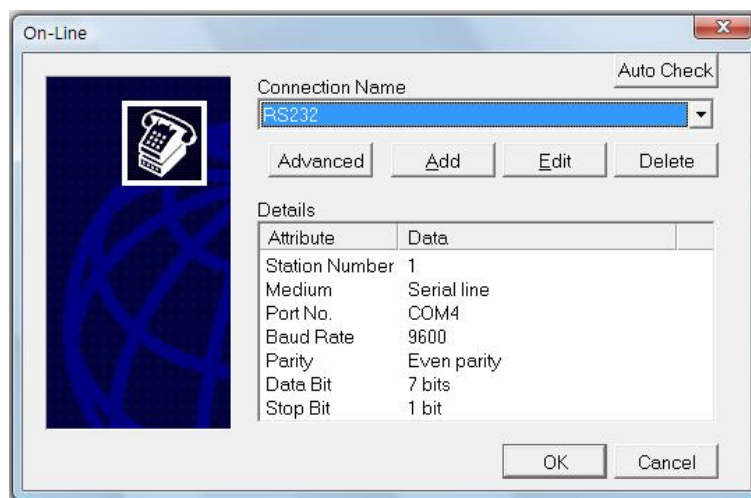 On-Line
Auto Check
Connection Name
RS232
Advanced Add Edit Delete
Details
Attribute Data
Station Number 1
Medium Serial line
Port No. COM4
Baud Rate 9600
Parity Even parity
Data Bit 7 bits
Stop Bit 1 bit
OK Cancel